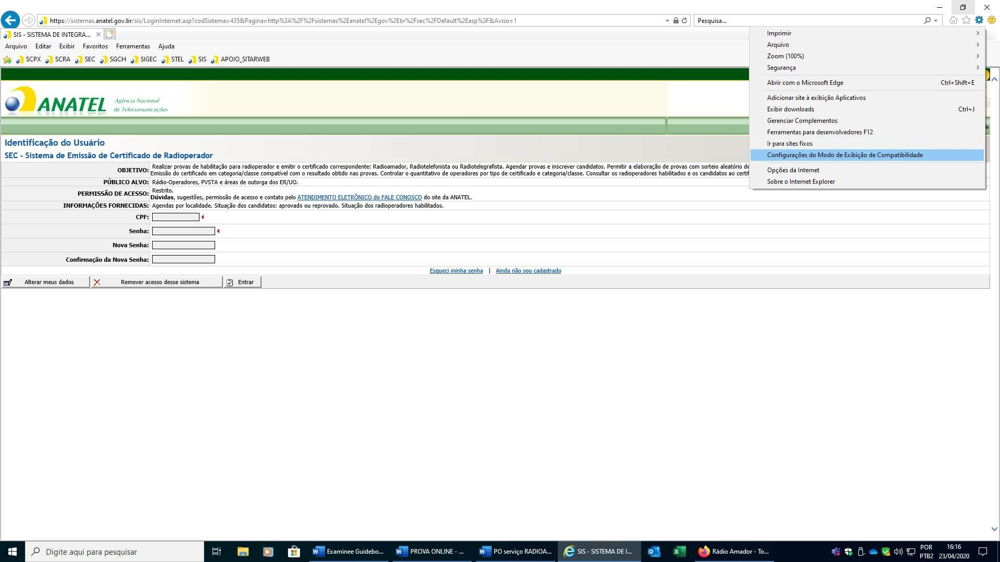 https://sistemas.anatel.gov.br/sis/LoginInternet.asp?codSistema=435&Pagina=http%3A%2F%2Fsistemas%2Eanatel%2Egov%2Ebr%2Fsec%2FDefault%2Easp%3F&Aviso=1
Pesquisa...
SIS - SISTEMA DE INTEGRA...
Arquivo Editar Exibir Favoritos Ferramentas Ajuda
SCPX SCRA SEC SGCH SIGEC STEL SIS APOIO_SITARWEB
Imprimir
Arquivo
Zoom (100%)
Segurança
Abrir com o Microsoft Edge Ctrl+Shift+E
Adicionar site à exibição Aplicativos
Exibir downloads Ctrl+J
Gerenciar Complementos
Ferramentas para desenvolvedores F12
Ir para sites fixos
Configurações do Modo de Exibição de Compatibilidade
Opções da Internet
Sobre o Internet Explorer
ANATEL
Agência Nacional
de Telecomunicações
Identificação do Usuário
SEC - Sistema de Emissão de Certificado de Radioperador
OBJETIVO: Realizar provas de habilitação para radioperador e emitir o certificado correspondente: Radioamador, Radiotelefonista ou Radiotelegrafista. Agendar provas e inscrever candidatos. Permitir a elaboração de provas com sorteio aleatório de
Emissão do certificado em categoria/classe compatível com o resultado obtido nas provas. Controlar o quantitativo de operadores por tipo de certificado e categoria/classe. Consultar os radioperadores habilitados e os candidatos ao certif
PÚBLICO ALVO: Rádio-Operadores, PVSTA e áreas de outorga dos ER/UO.
PERMISSÃO DE ACESSO: Restrito.
Dúvidas, sugestões, permissão de acesso e contato pelo ATENDIMENTO ELETRÔNICO do FALE CONOSCO do site da ANATEL.
INFORMAÇÕES FORNECIDAS: Agendas por localidade. Situação dos candidatos: aprovado ou reprovado. Situação dos radioperadores habilitados.
CPF:
Senha:
Nova Senha:
Confirmação da Nova Senha:
Esqueci minha senha | Ainda não sou cadastrado
Alterar meus dados Remover acesso desse sistema Entrar
Digite aqui para pesquisar
Examinee Guidebo...
PROVA ONLINE - ...
PO serviço RADIOA...
SIS - SISTEMA DE I...
Rádio Amador - To...
POR
PTB2
16:16
23/04/2020